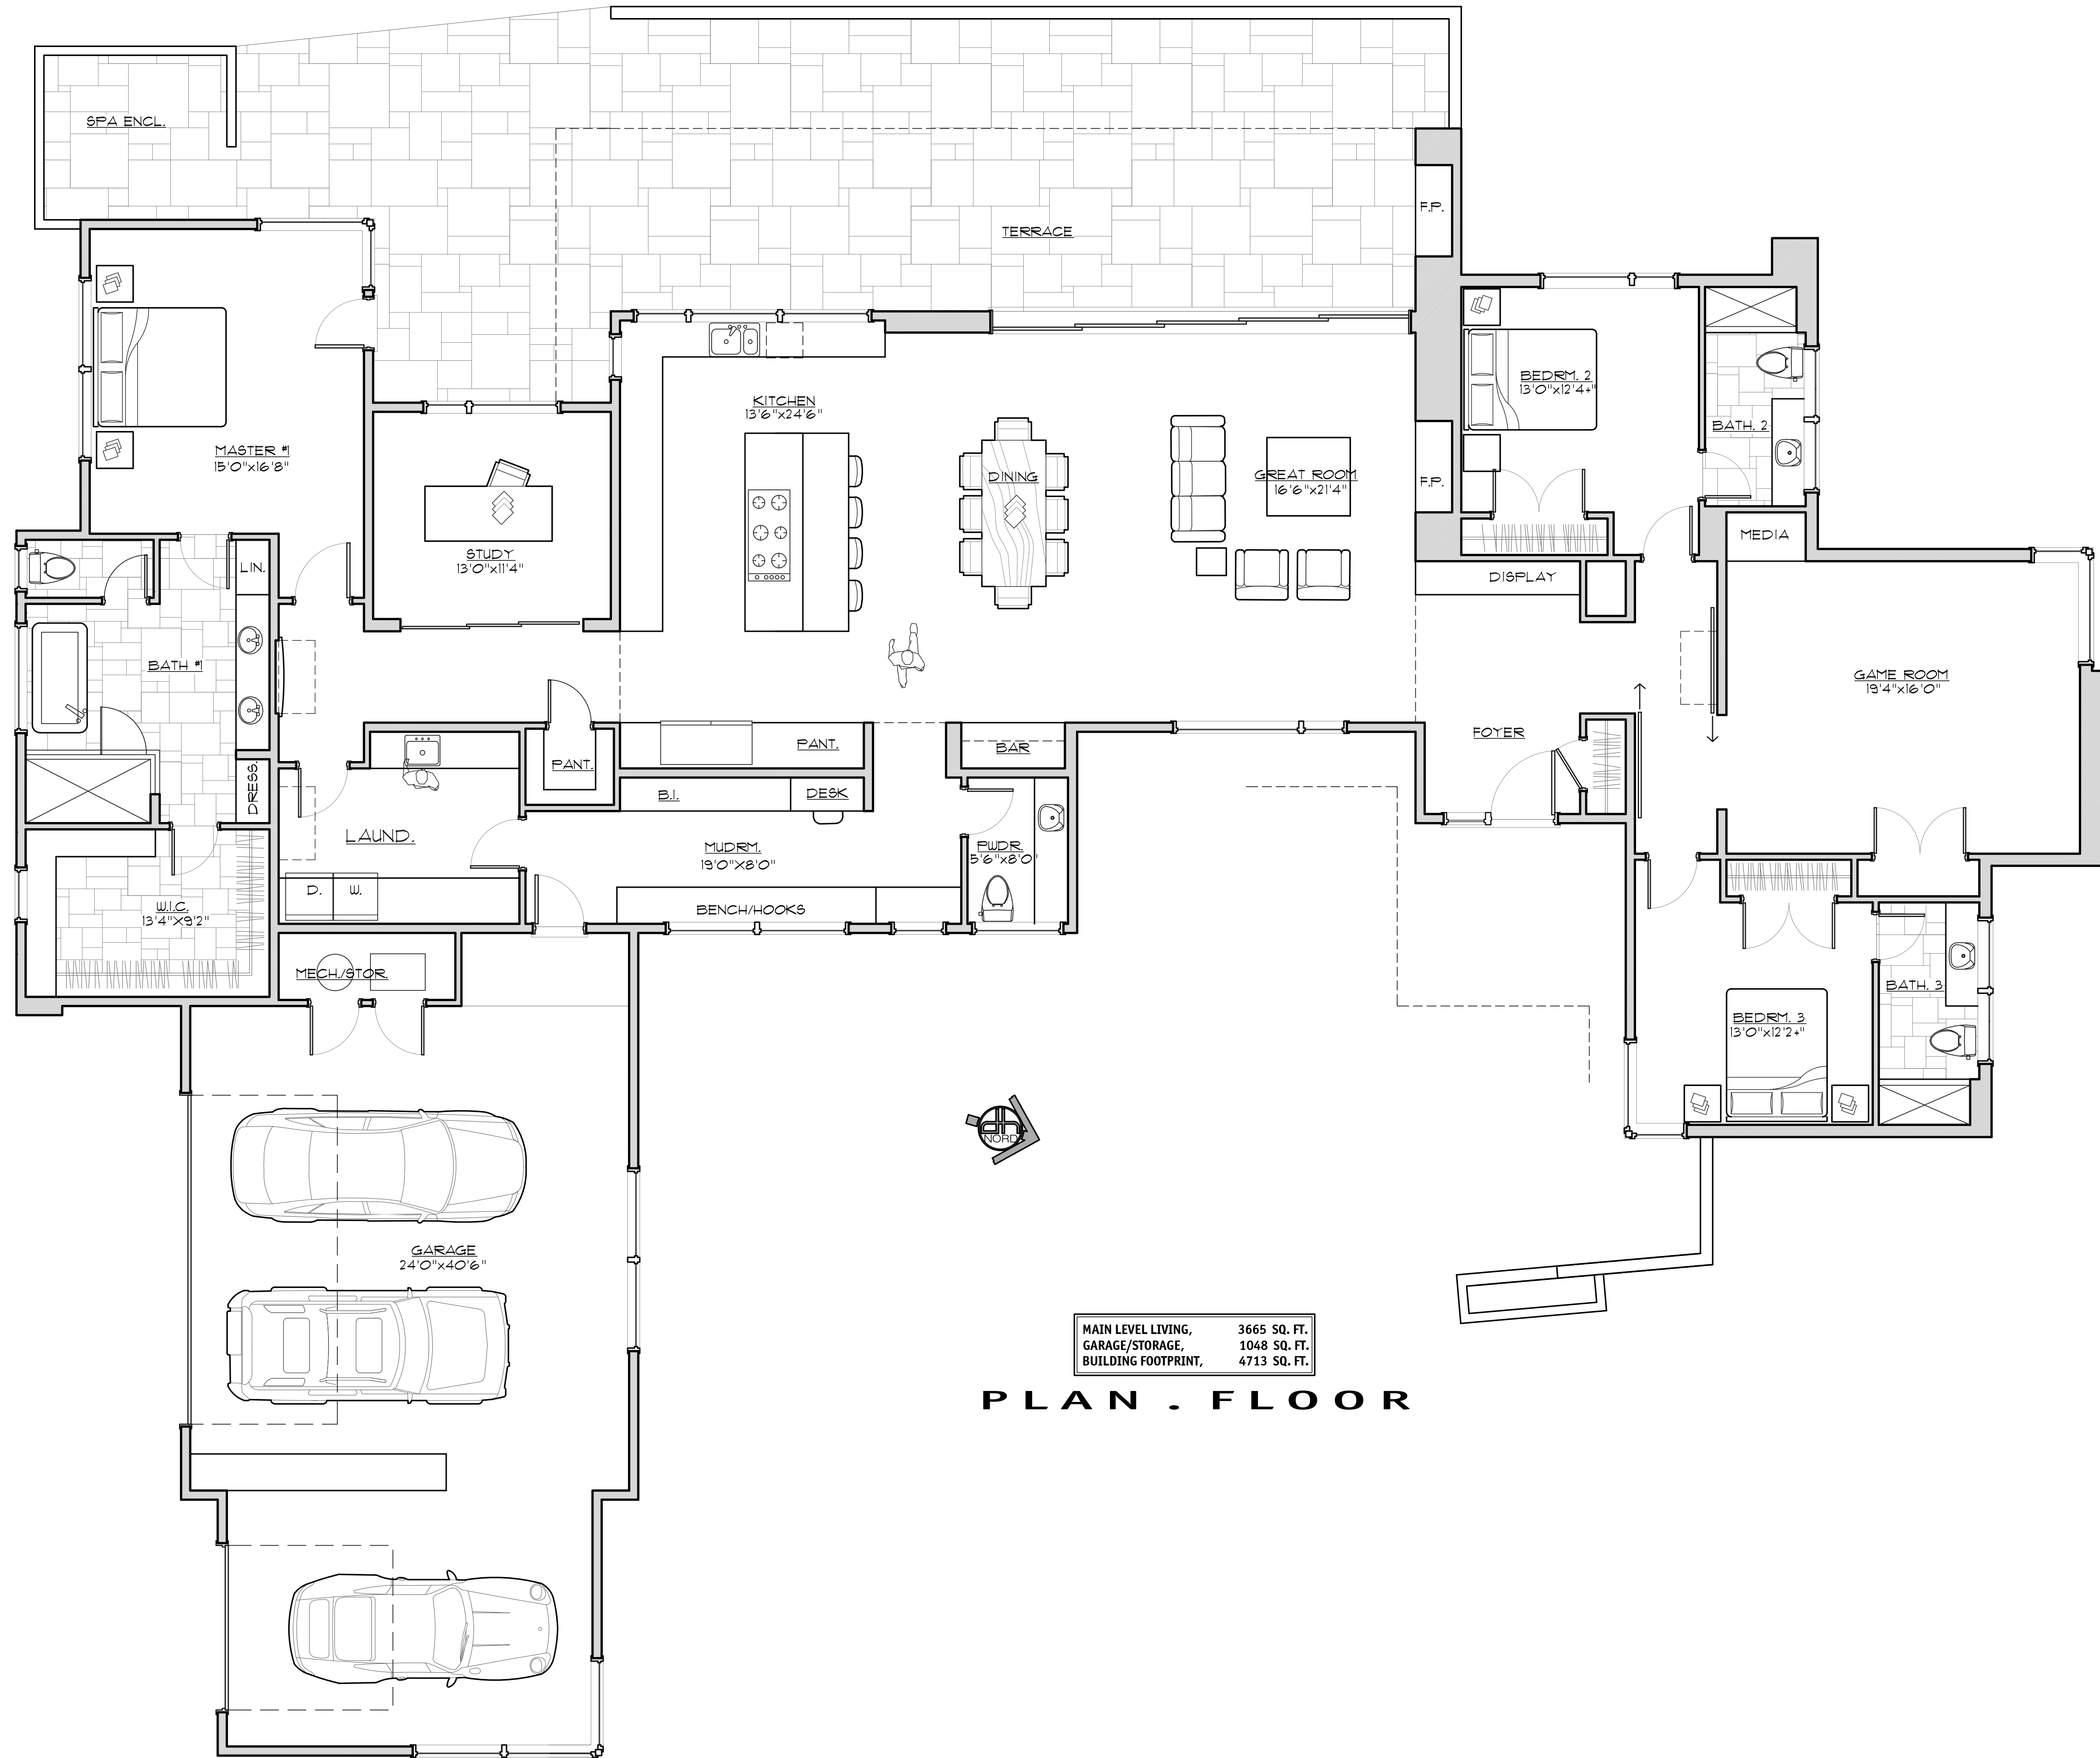 SPA ENCL.
TERRACE
F.P.
MASTER #1
15'0"x16'8"
KITCHEN
13'6"x24'6"
DINING
GREAT ROOM
16'6"x21'4"
F.P.
BEDRM. 2
13'0"x12'4+"
BATH. 2
STUDY
13'0"x11'4"
LIN.
MEDIA
DISPLAY
BATH #1
GAME ROOM
19'4"x16'0"
FOYER
PANT.
BAR
PANT.
DRESS.
B.I.
DESK
LAUND.
MUDRM.
19'0"x8'0"
PWDR.
5'6"x8'0"
D.
W.
W.I.C.
13'4"x9'2"
BENCH/HOOKS
MECH./STOR.
BATH. 3
BEDRM. 3
13'0"x12'2+"
NORD
GARAGE
24'0"x40'6"
MAIN LEVEL LIVING, 3665 SQ. FT.
GARAGE/STORAGE, 1048 SQ. FT.
BUILDING FOOTPRINT, 4713 SQ. FT.
PLAN . FLOOR